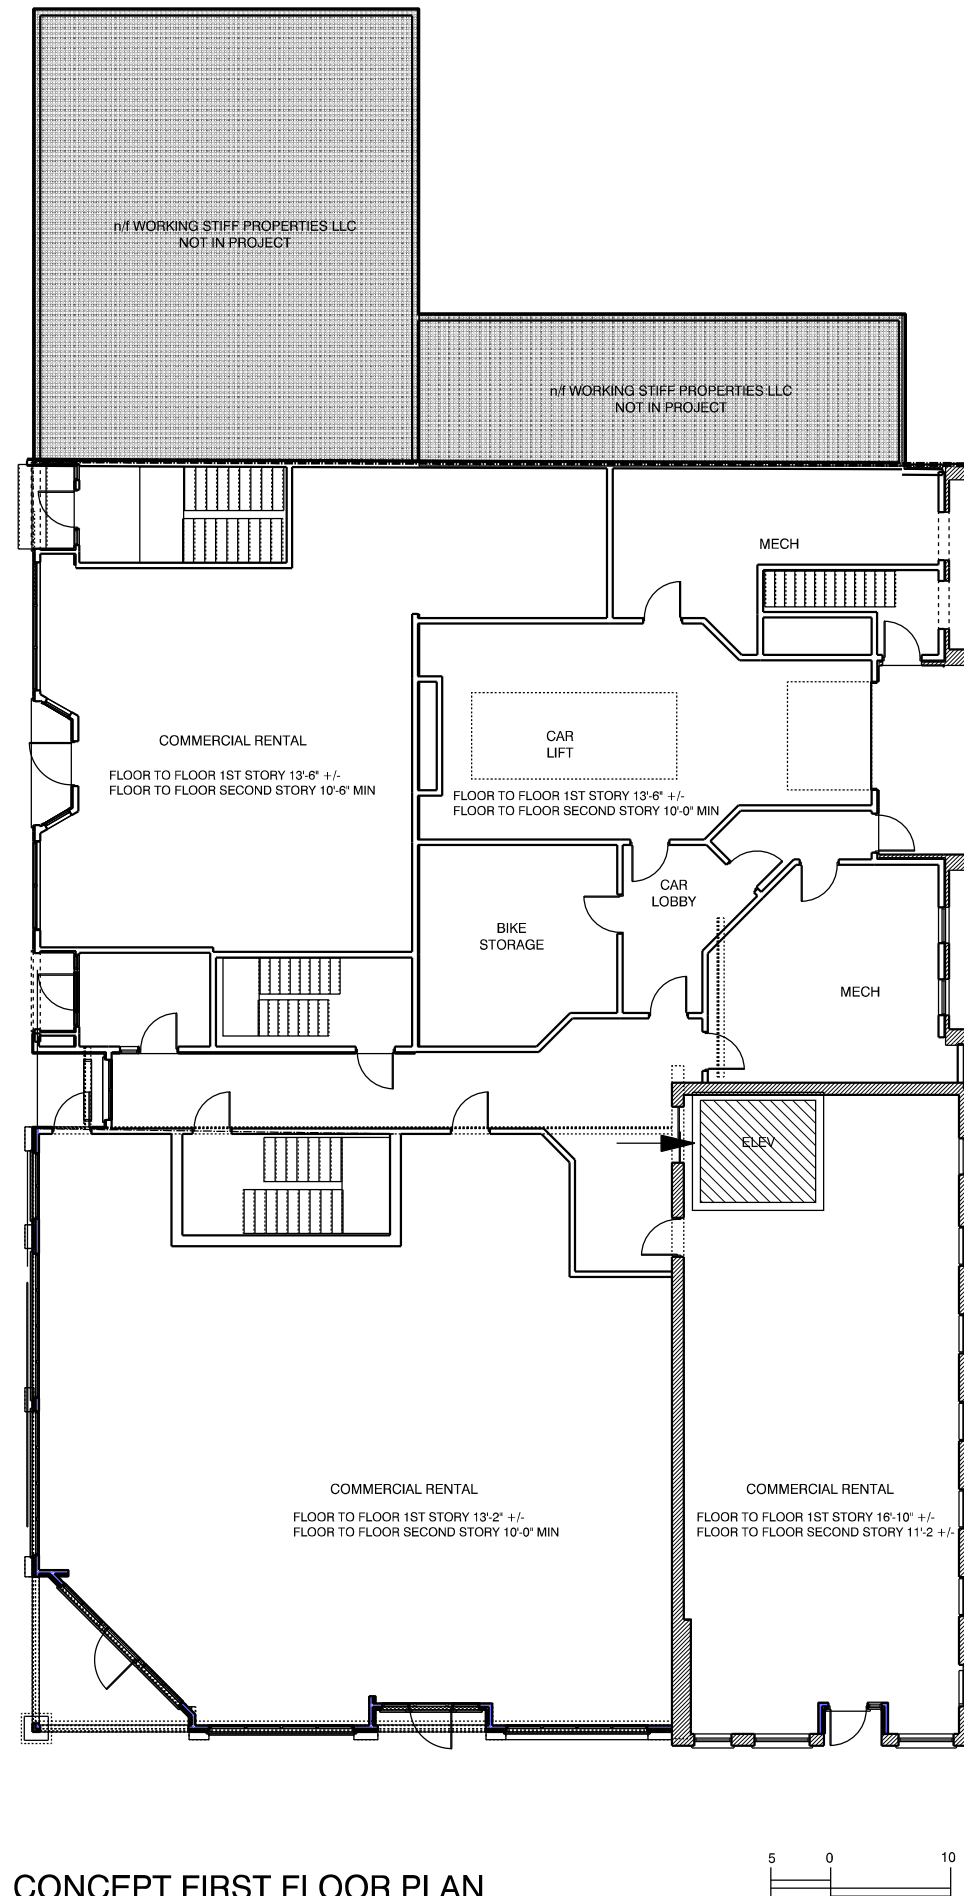 n/f WORKING STIFF PROPERTIES LLC
NOT IN PROJECT
n/f WORKING STIFF PROPERTIES LLC
NOT IN PROJECT
MECH
COMMERCIAL RENTAL
FLOOR TO FLOOR 1ST STORY 13'-6" +/-
FLOOR TO FLOOR SECOND STORY 10'-6" MIN
CAR
LIFT
FLOOR TO FLOOR 1ST STORY 13'-6" +/-
FLOOR TO FLOOR SECOND STORY 10'-0" MIN
CAR
LOBBY
BIKE
STORAGE
MECH
ELEV
COMMERCIAL RENTAL
FLOOR TO FLOOR 1ST STORY 13'-2" +/-
FLOOR TO FLOOR SECOND STORY 10'-0" MIN
COMMERCIAL RENTAL
FLOOR TO FLOOR 1ST STORY 16'-10" +/-
FLOOR TO FLOOR SECOND STORY 11'-2 +/-
5 0 10
CONCEPT FIRST FLOOR PLAN